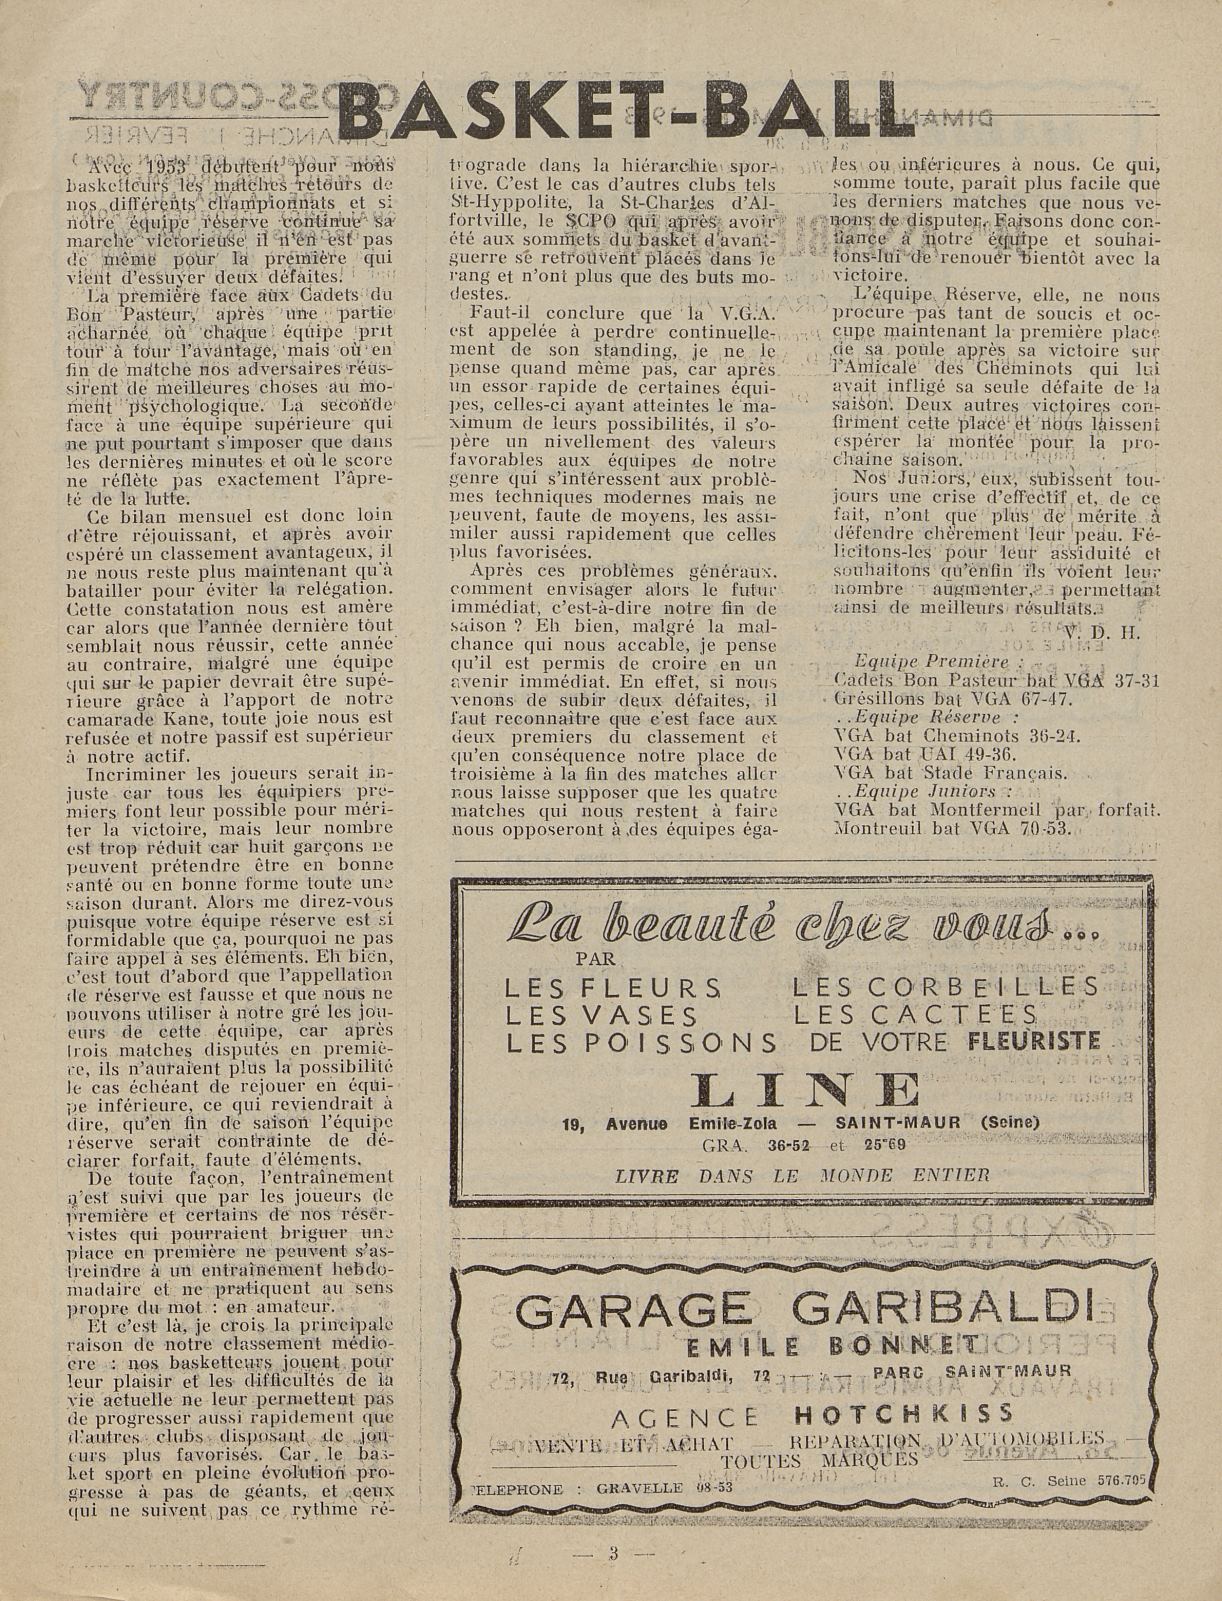 BASKET-BALL
Avec 1953 débutent pour nous
basketteurs les matches retours de
nos différents championnats et si
notre équipe réserve continue sa
marche victorieuse il n'en est pas
de même pour la première qui
vient d'essuyer deux défaites.
La première face aux Cadets du
Bon Pasteur, après une partie
acharnée où chaque équipe prit
tour à tour l'avantage, mais où en
fin de matche nos adversaires réus-
sirent de meilleures choses au mo-
ment psychologique. La seconde
face à une équipe supérieure qui
ne put pourtant s'imposer que dans
les dernières minutes et où le score
ne réflète pas exactement l'âpre-
té de la lutte.
Ce bilan mensuel est donc loin
d'être réjouissant, et après avoir
espéré un classement avantageux, il
ne nous reste plus maintenant qu'à
batailler pour éviter la relégation.
Cette constatation nous est amère
car alors que l'année dernière tout
semblait nous réussir, cette année
au contraire, malgré une équipe
qui sur le papier devrait être supé-
rieure grâce à l'apport de notre
camarade Kane, toute joie nous est
refusée et notre passif est supérieur
à notre actif.
Incriminer les joueurs serait in-
juste car tous les équipiers pre-
miers font leur possible pour méri-
ter la victoire, mais leur nombre
est trop réduit car huit garçons ne
peuvent prétendre être en bonne
santé ou en bonne forme toute une
saison durant. Alors me direz-vous
puisque votre équipe réserve est si
formidable que ça, pourquoi ne pas
faire appel à ses éléments. Eh bien,
c'est tout d'abord que l'appellation
de réserve est fausse et que nous ne
pouvons utiliser à notre gré les jou-
eurs de cette équipe, car après
trois matches disputés en premiè-
re, ils n'auraient plus la possibilité
le cas échéant de rejouer en équi-
pe inférieure, ce qui reviendrait à
dire, qu'en fin de saison l'équipe
réserve serait contrainte de dé-
clarer forfait, faute d'éléments.
De toute façon, l'entraînement
n'est suivi que par les joueurs de
première et certains de nos réser-
vistes qui pourraient briguer une
place en première ne peuvent s'as-
treindre à un entraînement hebdo-
madaire et ne pratiquent au sens
propre du mot : en amateur.
Et c'est là, je crois la principale
raison de notre classement médio-
cre : nos basketteurs jouent pour
leur plaisir et les difficultés de la
vie actuelle ne leur permettent pas
de progresser aussi rapidement que
d'autres clubs disposant de jou-
eurs plus favorisés. Car le bas-
ket sport en pleine évolution pro-
gresse à pas de géants, et ceux
qui ne suivent pas ce rythme ré-
trograde dans la hiérarchie spor-
tive. C'est le cas d'autres clubs tels
St-Hyppolite, la St-Charles d'Al-
fortville, le SCPO qui après avoir
été aux sommets du basket d'avant-
guerre se retrouvent placés dans le
rang et n'ont plus que des buts mo-
destes.
Faut-il conclure que la V.G.A.
est appelée à perdre continuelle-
ment de son standing, je ne le
pense quand même pas, car après
un essor rapide de certaines équi-
pes, celles-ci ayant atteintes le ma-
ximum de leurs possibilités, il s'o-
père un nivellement des valeurs
favorables aux équipes de notre
genre qui s'intéressent aux problè-
mes techniques modernes mais ne
peuvent, faute de moyens, les assi-
miler aussi rapidement que celles
plus favorisées.
Après ces problèmes généraux,
comment envisager alors le futur
immédiat, c'est-à-dire notre fin de
saison ? Eh bien, malgré la mal-
chance qui nous accable, je pense
qu'il est permis de croire en un
avenir immédiat. En effet, si nous
venons de subir deux défaites, il
faut reconnaître que c'est face aux
deux premiers du classement et
qu'en conséquence notre place de
troisième à la fin des matches aller
nous laisse supposer que les quatre
matches qui nous restent à faire
nous opposeront à des équipes éga-
les ou inférieures à nous. Ce qui,
somme toute, parait plus facile que
les derniers matches que nous ve-
nons de disputer. Faisons donc con-
fiance à notre équipe et souhai-
tons-lui de renouer bientôt avec la
victoire.
L'équipe Réserve, elle, ne nous
procure pas tant de soucis et oc-
cupe maintenant la première place
de sa poule après sa victoire sur
l'Amicale des Cheminots qui lui
avait infligé sa seule défaite de la
saison. Deux autres victoires con-
firment cette place et nous laissent
espérer la montée pour la pro-
chaine saison.
Nos Juniors, eux, subissent tou-
jours une crise d'effectif et, de ce
fait, n'ont que plus de mérite à
défendre chèrement leur peau. Fé-
licitons-les pour leur assiduité et
souhaitons qu'enfin ils voient leur
nombre augmenter, permettant
ainsi de meilleurs résultats.
V. D. H.
Equipe Première :
Cadets Bon Pasteur bat VGA 37-31
Grésillons bat VGA 67-47.
..Equipe Réserve :
VGA bat Cheminots 36-24.
VGA bat UAI 49-36.
VGA bat Stade Français.
..Equipe Juniors :
VGA bat Montfermeil par forfait.
Montreuil bat VGA 70-53.
La beauté chez vous...
PAR
LES FLEURS LES CORBEILLES
LES VASES LES CACTEES
LES POISSONS DE VOTRE FLEURISTE
LINE
19, Avenue Emile-Zola — SAINT-MAUR (Seine)
GRA. 36-52 et 25-69
LIVRE DANS LE MONDE ENTIER
GARAGE GARIBALDI
EMILE BONNET
72, Rue Garibaldi, 72 — PARC SAINT-MAUR
AGENCE HOTCHKISS
VENTE ET ACHAT — REPARATION D'AUTOMOBILES
TOUTES MARQUES
TELEPHONE : GRAVELLE 08-53 R. C. Seine 576.795
— 3 —